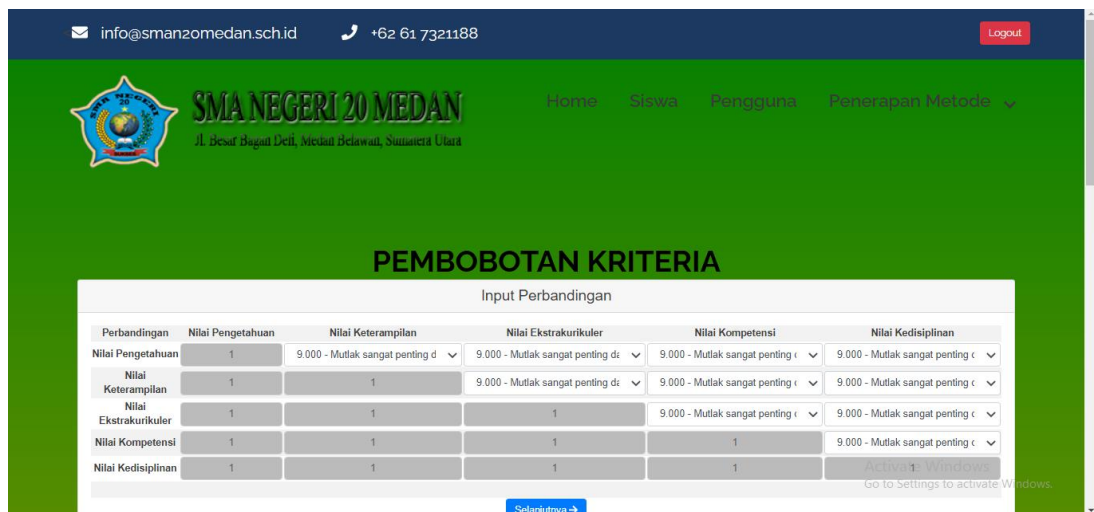 info@sman20medan.sch.id +62 61 7321188 Logout
SMA NEGERI 20 MEDAN
Jl. Besar Bagan Deli, Medan Belawan, Sumatera Utara
Home Siswa Pengguna Penerapan Metode
PEMBOBOTAN KRITERIA
Input Perbandingan
Perbandingan Nilai Pengetahuan Nilai Keterampilan Nilai Ekstrakurikuler Nilai Kompetensi Nilai Kedisiplinan
Nilai Pengetahuan 1 9.000 - Mutlak sangat penting d 9.000 - Mutlak sangat penting da 9.000 - Mutlak sangat penting 9.000 - Mutlak sangat penting
Nilai Keterampilan 1 1 9.000 - Mutlak sangat penting da 9.000 - Mutlak sangat penting 9.000 - Mutlak sangat penting
Nilai Ekstrakurikuler 1 1 1 9.000 - Mutlak sangat penting 9.000 - Mutlak sangat penting
Nilai Kompetensi 1 1 1 1 9.000 - Mutlak sangat penting
Nilai Kedisiplinan 1 1 1 1 1
Activate Windows
Go to Settings to activate Windows.
Selanjutnya